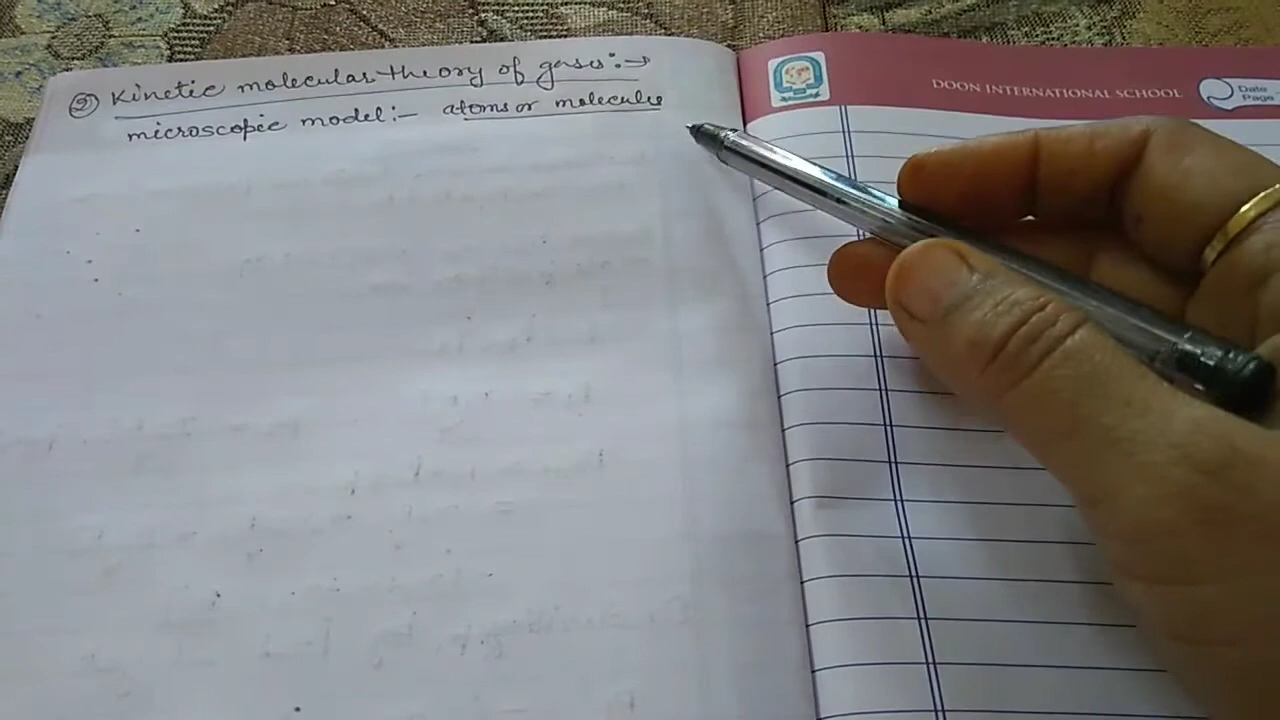 ② Kinetic molecular theory of gases :→
microscopic model :- atoms or molecules
DOON INTERNATIONAL SCHOOL
Date
Page